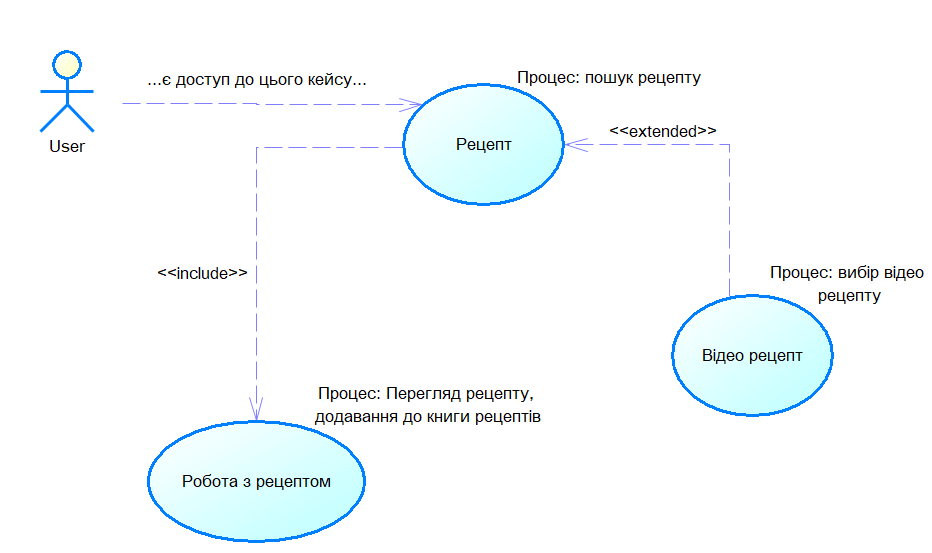 Процес: пошук рецепту
...є доступ до цього кейсу...
<<extended>>
Рецепт
User
<<include>>
Процес: вибір відео
рецепту
Відео рецепт
Процес: Перегляд рецепту,
додавання до книги рецептів
Робота з рецептом